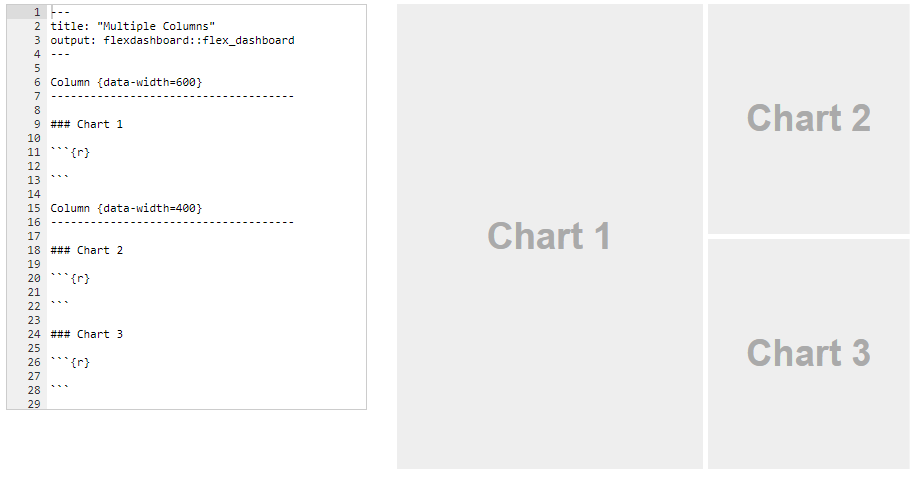 1 ---
2 title: "Multiple Columns"
3 output: flexdashboard::flex_dashboard
4 ---
5
6 Column {data-width=600}
7 -------------------------------------
8
9 ### Chart 1
10
11 ```{r}
12
13 ```
14
15 Column {data-width=400}
16 -------------------------------------
17
18 ### Chart 2
19
20 ```{r}
21
22 ```
23
24 ### Chart 3
25
26 ```{r}
27
28 ```
29
Chart 1
Chart 2
Chart 3